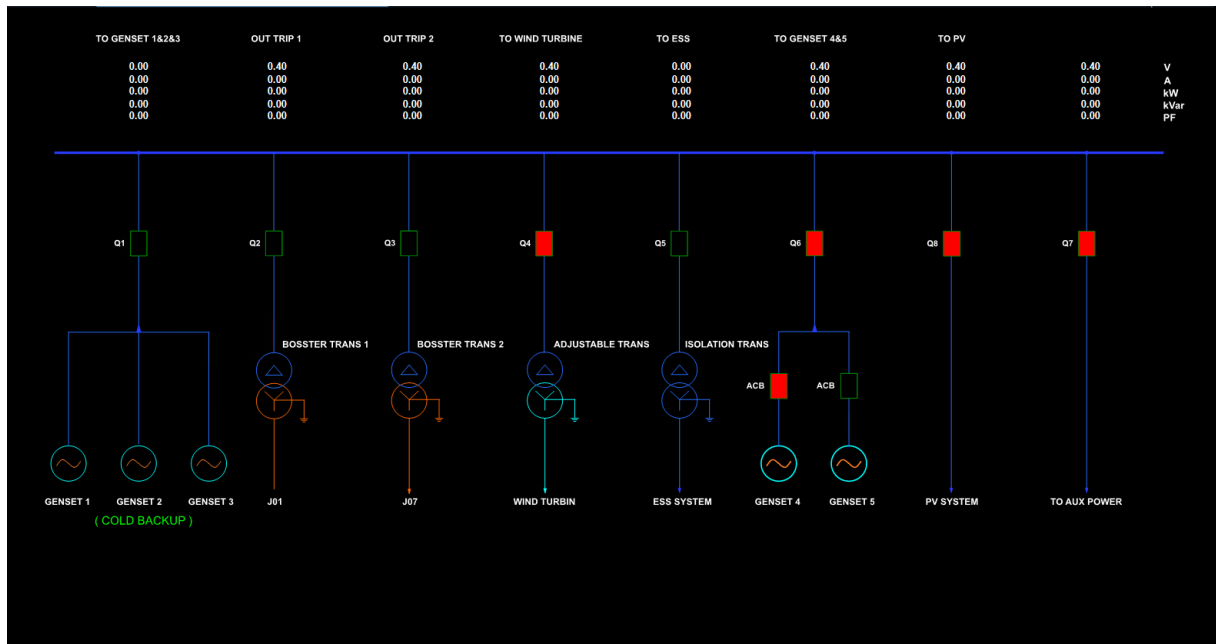 TO GENSET 1&2&3 OUT TRIP 1 OUT TRIP 2 TO WIND TURBINE TO ESS TO GENSET 4&5 TO PV
0.00 0.40 0.40 0.40 0.00 0.40 0.40 0.40 V
0.00 0.00 0.00 0.00 0.00 0.00 0.00 0.00 A
0.00 0.00 0.00 0.00 0.00 0.00 0.00 0.00 kW
0.00 0.00 0.00 0.00 0.00 0.00 0.00 0.00 kVar
0.00 0.00 0.00 0.00 0.00 0.00 0.00 0.00 PF
Q1 Q2 Q3 Q4 Q5 Q6 Q8 Q7
BOSSTER TRANS 1 BOSSTER TRANS 2 ADJUSTABLE TRANS ISOLATION TRANS
ACB ACB
GENSET 1 GENSET 2 GENSET 3 J01 J07 WIND TURBIN ESS SYSTEM GENSET 4 GENSET 5 PV SYSTEM TO AUX POWER
( COLD BACKUP )